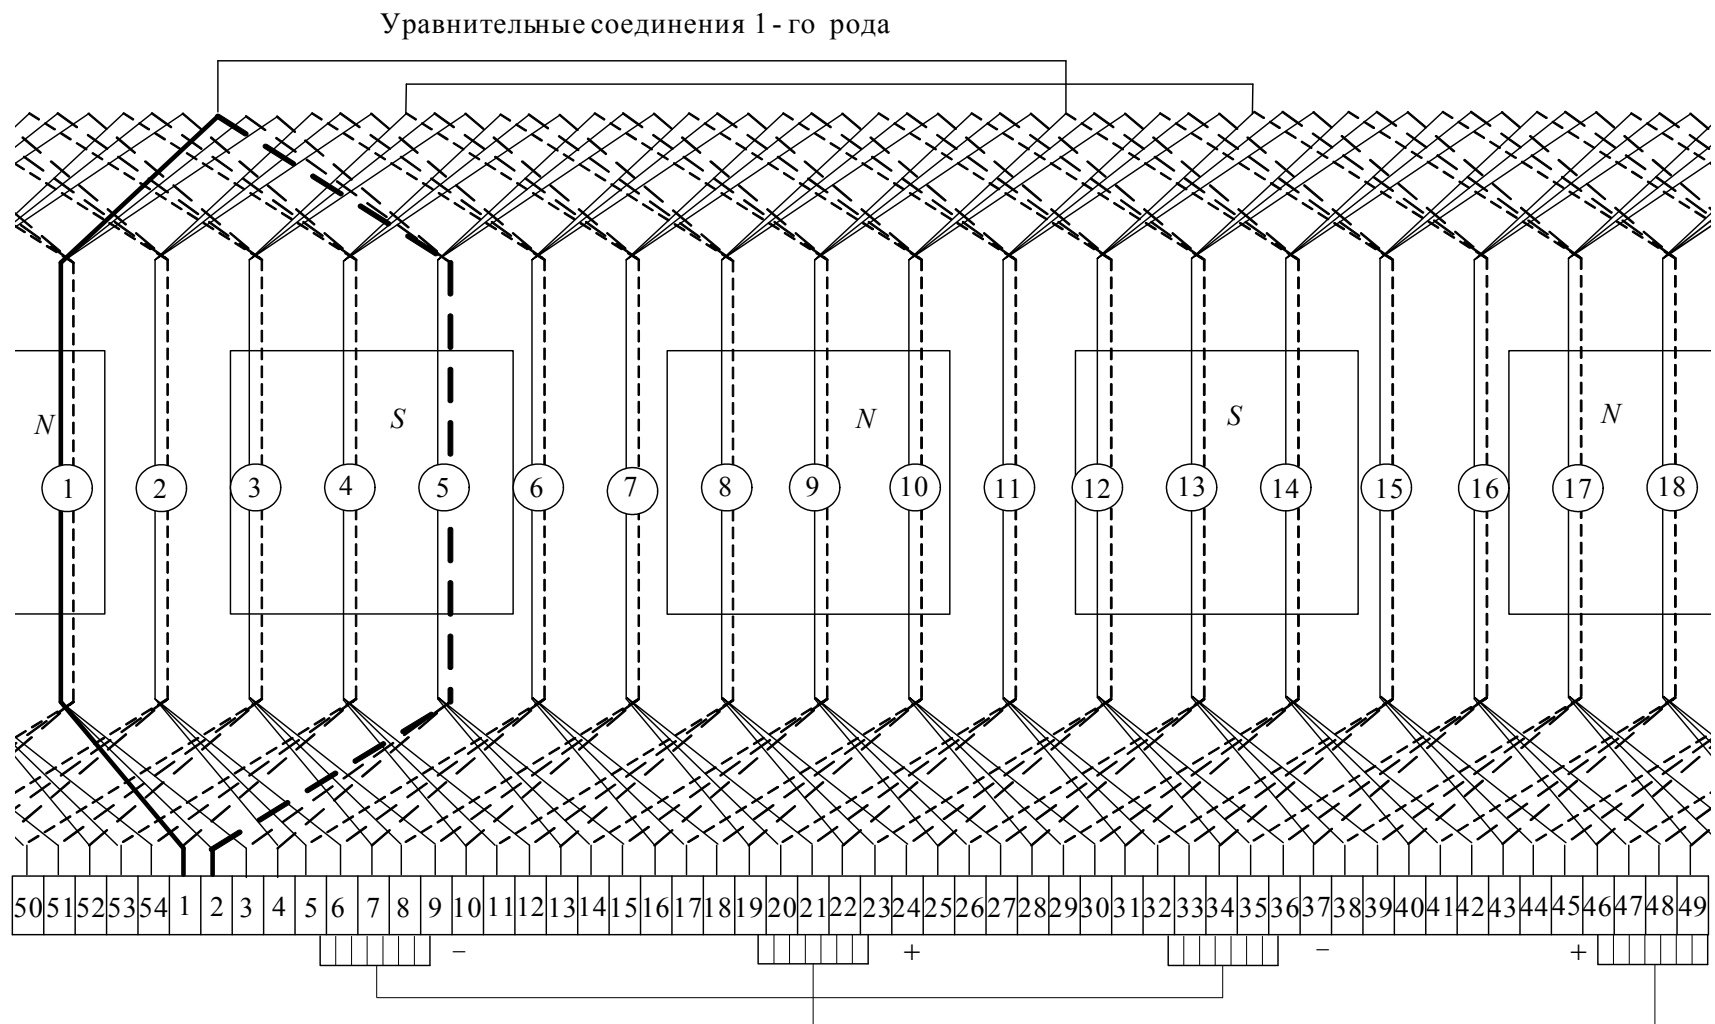 Уравнительные соединения 1 - го рода
N S N S N
1 2 3 4 5 6 7 8 9 10 11 12 13 14 15 16 17 18
50 51 52 53 54 1 2 3 4 5 6 7 8 9 10 11 12 13 14 15 16 17 18 19 20 21 22 23 24 25 26 27 28 29 30 31 32 33 34 35 36 37 38 39 40 41 42 43 44 45 46 47 48 49
− + − +